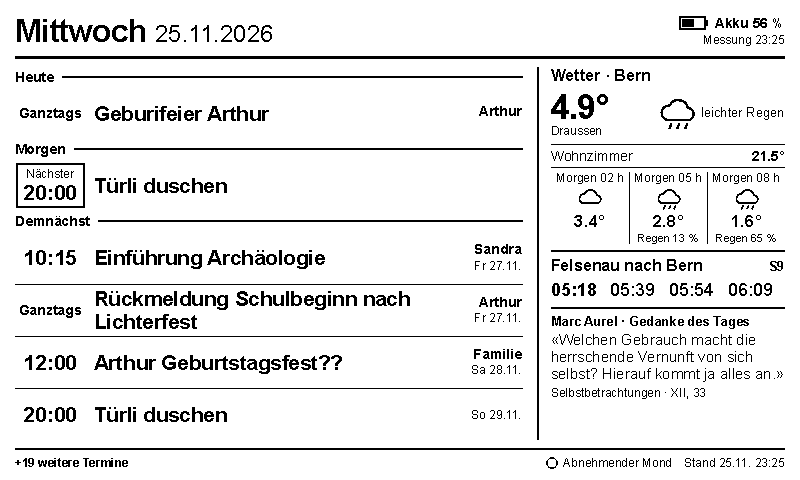 Mittwoch 25.11.2026
Akku 56 %
Messung 23:25
Heute
Ganztags Geburifeier Arthur Arthur
Morgen
Nächster
20:00 Türli duschen
Demnächst
10:15 Einführung Archäologie Sandra
Fr 27.11.
Ganztags Rückmeldung Schulbeginn nach
Lichterfest Arthur
Fr 27.11.
12:00 Arthur Geburtstagsfest?? Familie
Sa 28.11.
20:00 Türli duschen So 29.11.
+19 weitere Termine
Wetter · Bern
4.9° leichter Regen
Draussen
Wohnzimmer 21.5°
Morgen 02 h Morgen 05 h Morgen 08 h
3.4° 2.8° 1.6°
Regen 13 % Regen 65 %
Felsenau nach Bern S9
05:18 05:39 05:54 06:09
Marc Aurel · Gedanke des Tages
«Welchen Gebrauch macht die
herrschende Vernunft von sich
selbst? Hierauf kommt ja alles an.»
Selbstbetrachtungen · XII, 33
Abnehmender Mond Stand 25.11. 23:25